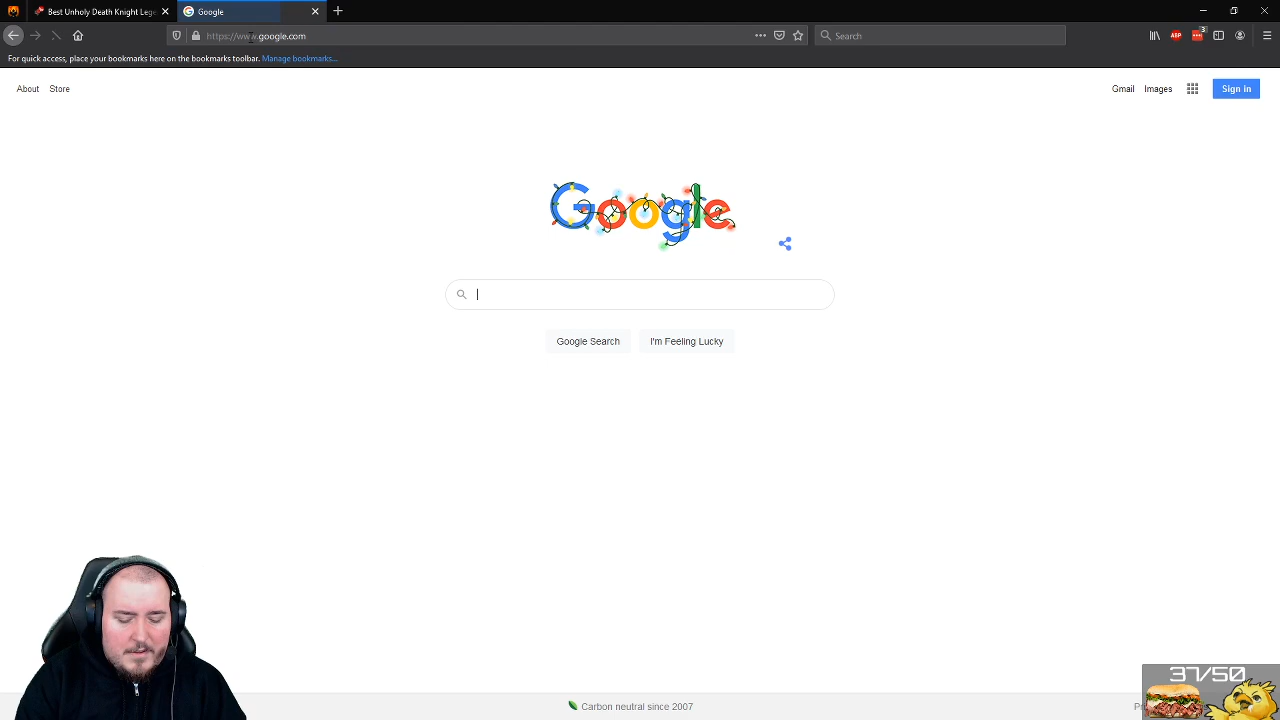 Best Unholy Death Knight Lege
Google
https://www.google.com
Search
For quick access, place your bookmarks here on the bookmarks toolbar. Manage bookmarks...
About Store
Gmail Images
Sign in
Google
Google Search
I'm Feeling Lucky
Carbon neutral since 2007
37/50